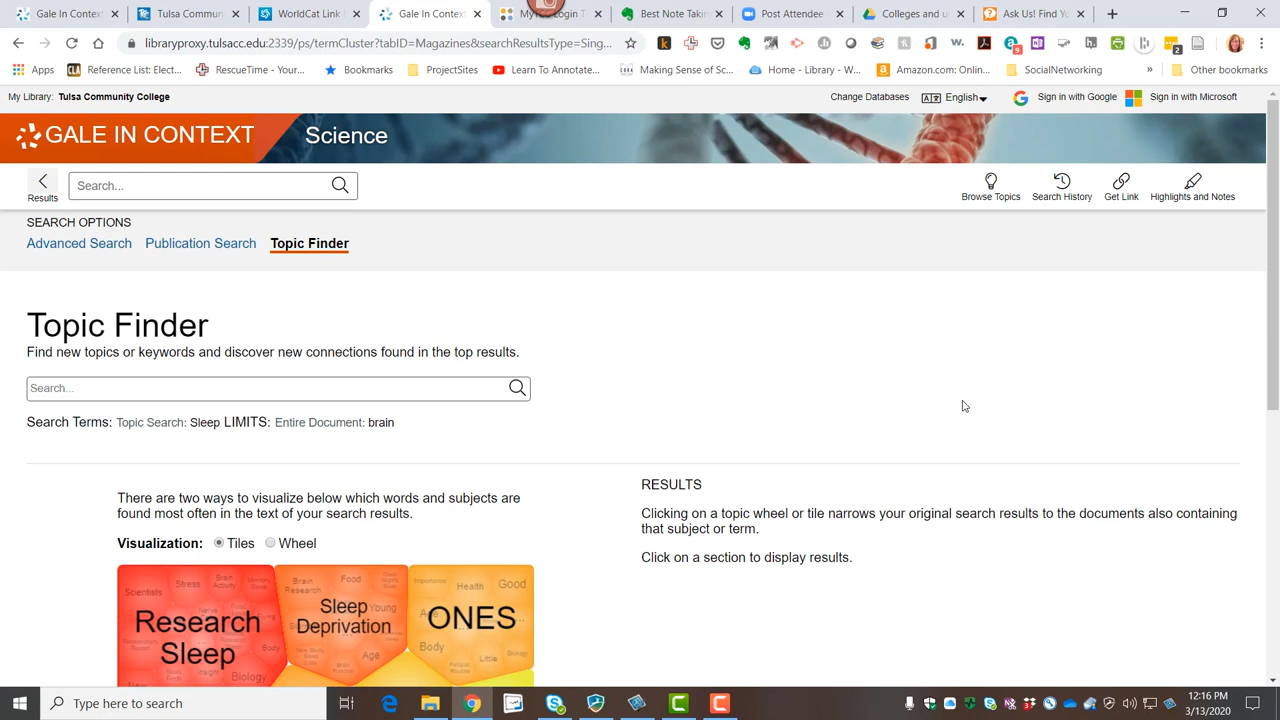 Gale In Context
Tulsa Commun
WorldCat Link
Gale In Context
Login T
Best Note Takin
Post Attendee
Colleges and u
Ask Us! Find Yo
libraryproxy.tulsacc.edu:2327/ps/termCluster?tabID=Magazines&searchResultsType=Sing...
Apps
Reference List: Elect...
RescueTime - Your...
Bookmarks
ProjectSites
Learn To Annotate...
Making Sense of Sc...
Home - Library - W...
Amazon.com: Onlin...
SocialNetworking
»
Other bookmarks
My Library: Tulsa Community College
Change Databases
English
Sign in with Google
Sign in with Microsoft
GALE IN CONTEXT
Science
Results
Search...
Browse Topics
Search History
Get Link
Highlights and Notes
SEARCH OPTIONS
Advanced Search
Publication Search
Topic Finder
Topic Finder
Find new topics or keywords and discover new connections found in the top results.
Search...
Search Terms: Topic Search: Sleep LIMITS: Entire Document: brain
There are two ways to visualize below which words and subjects are
found most often in the text of your search results.
Visualization: Tiles Wheel
RESULTS
Clicking on a topic wheel or tile narrows your original search results to the documents also containing
that subject or term.
Click on a section to display results.
Scientists
Stress
Brain
Activity
Research
Sleep
Body
Biology
Brain
Research
Food
Sleep
Deprivation
Young
Age
Importance
Health
Good
ONES
Body
Little
Biology
Type here to search
12:16 PM
3/13/2020